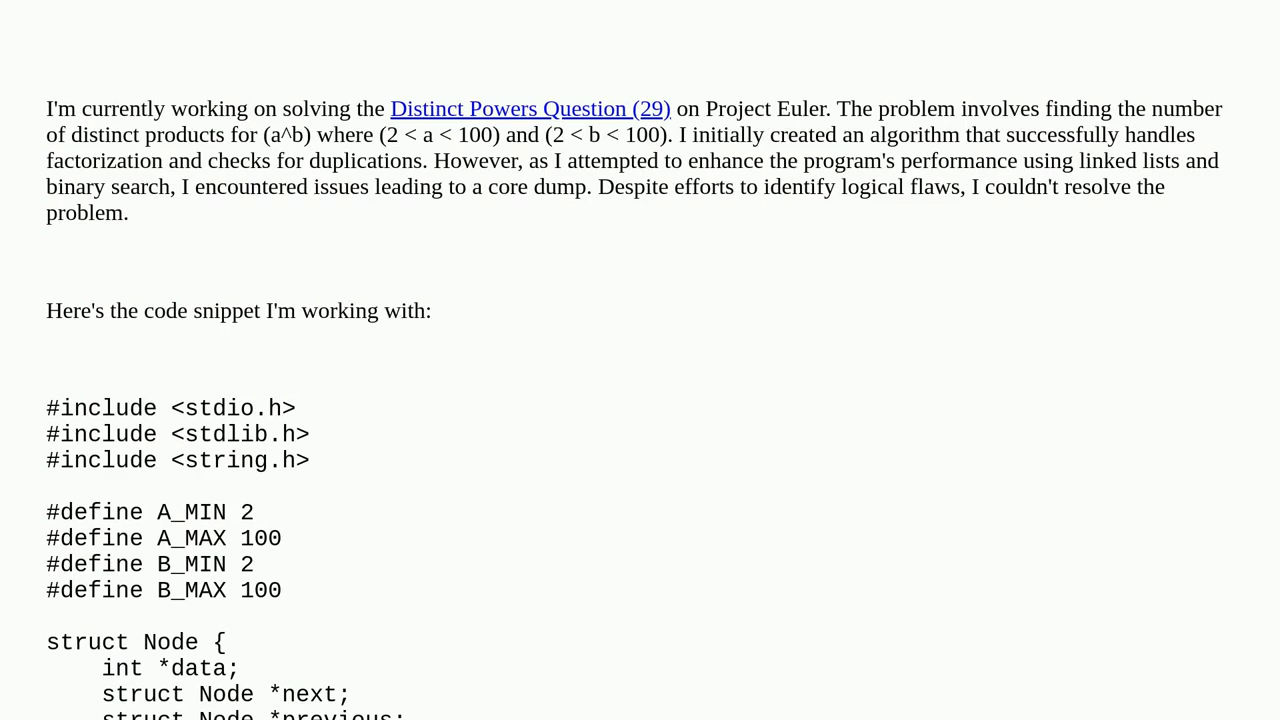 I'm currently working on solving the Distinct Powers Question (29) on Project Euler. The problem involves finding the number
of distinct products for (a^b) where (2 < a < 100) and (2 < b < 100). I initially created an algorithm that successfully handles
factorization and checks for duplications. However, as I attempted to enhance the program's performance using linked lists and
binary search, I encountered issues leading to a core dump. Despite efforts to identify logical flaws, I couldn't resolve the
problem.
Here's the code snippet I'm working with:
#include <stdio.h>
#include <stdlib.h>
#include <string.h>
#define A_MIN 2
#define A_MAX 100
#define B_MIN 2
#define B_MAX 100
struct Node {
    int *data;
    struct Node *next;
    struct Node *previous;